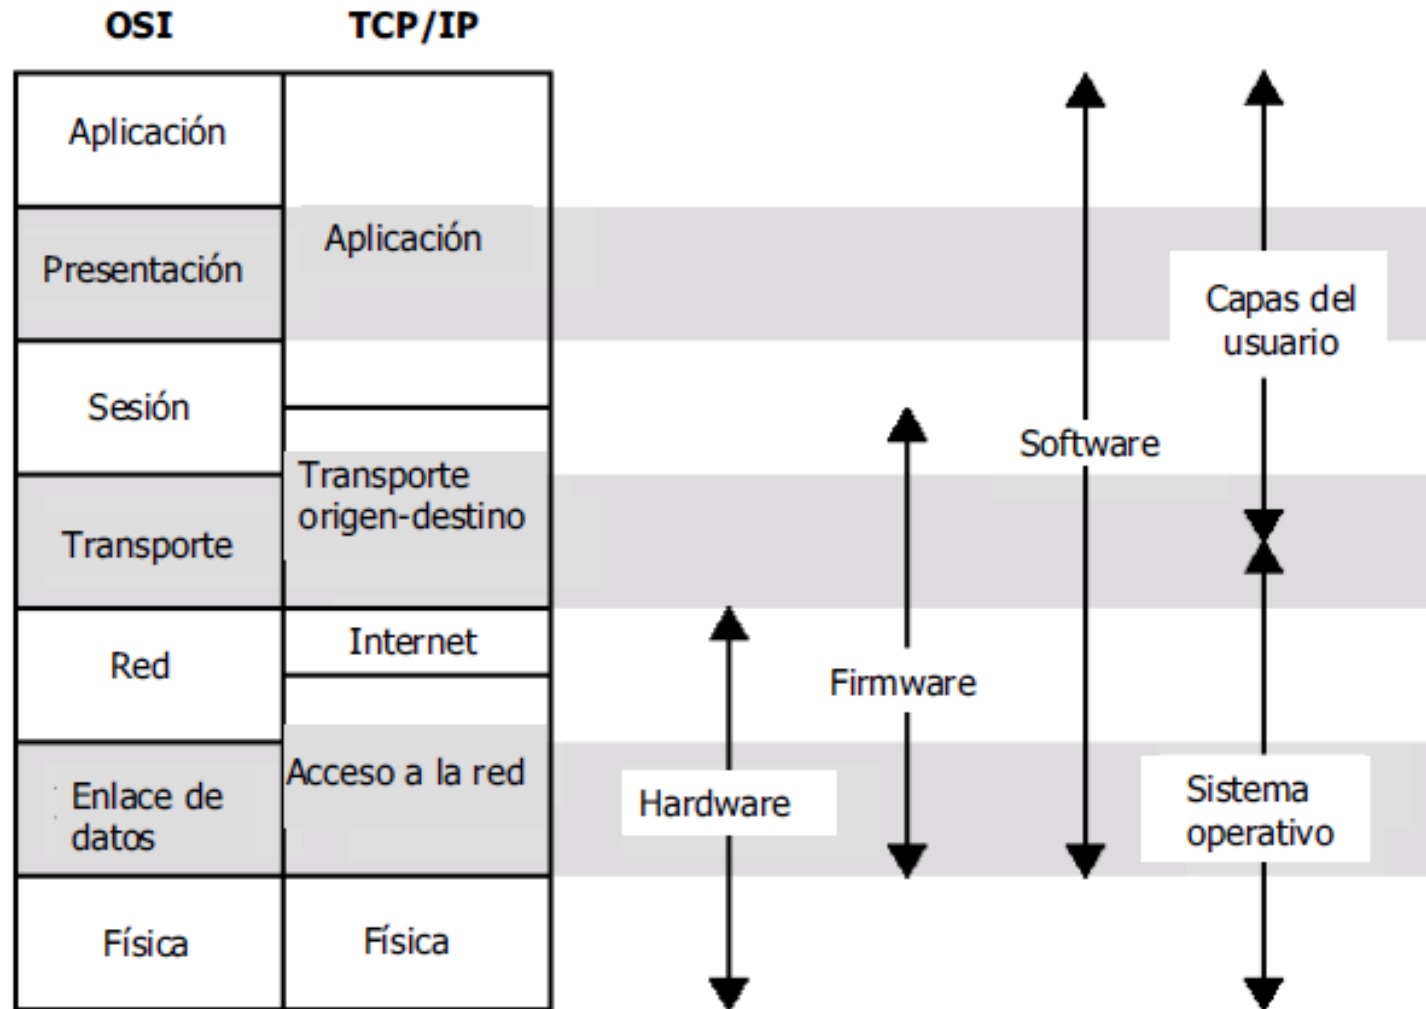 OSI
TCP/IP
Aplicación
Presentación
Sesión
Transporte
Red
Enlace de
datos
Física
Aplicación
Transporte
origen-destino
Internet
Acceso a la red
Física
Hardware
Firmware
Software
Capas del
usuario
Sistema
operativo